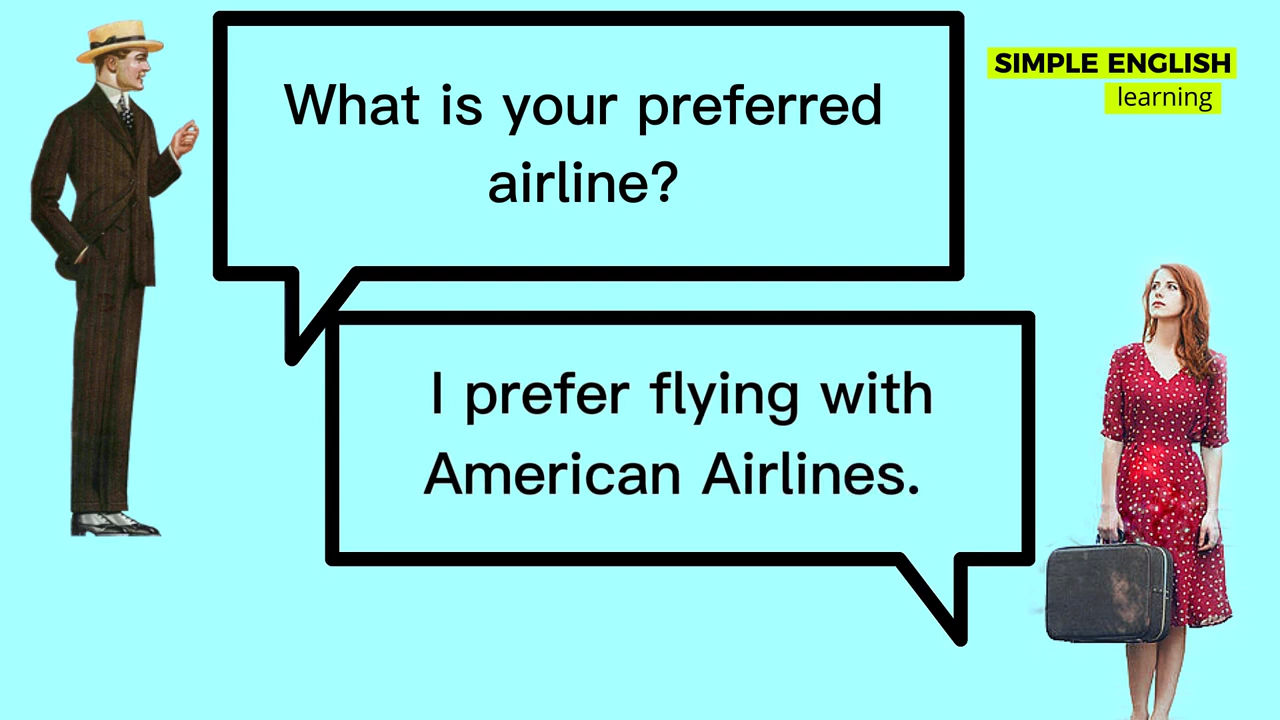 What is your preferred
airline?
SIMPLE ENGLISH
learning
I prefer flying with
American Airlines.